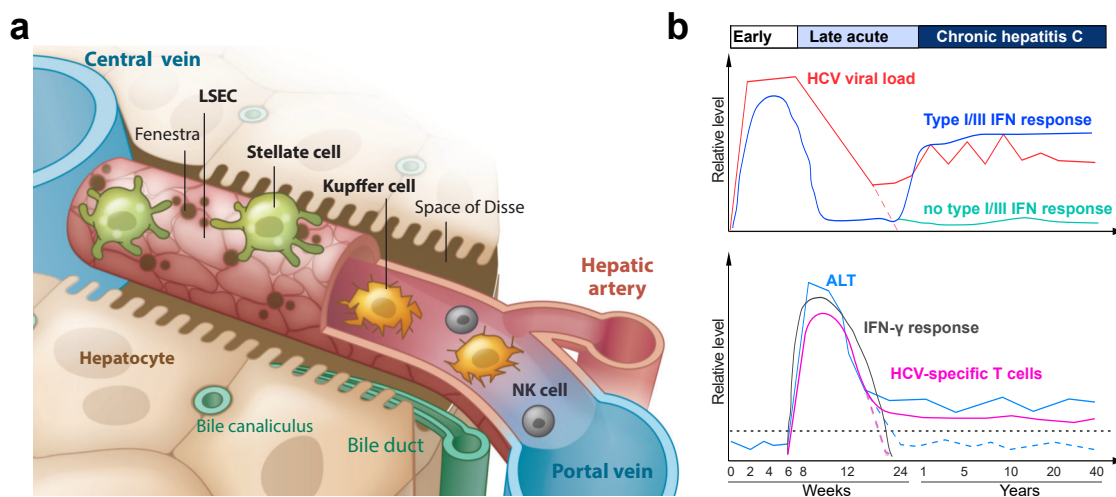 a
Central vein
LSEC
Fenestra
Stellate cell
Kupffer cell
Space of Disse
Hepatic
artery
Hepatocyte
NK cell
Bile canaliculus
Bile duct
Portal vein
b
Early
Late acute
Chronic hepatitis C
Relative level
HCV viral load
Type I/III IFN response
no type I/III IFN response
Relative level
ALT
IFN-γ response
HCV-specific T cells
0 2 4 6 8 12 24 1 5 10 20 40
Weeks Years